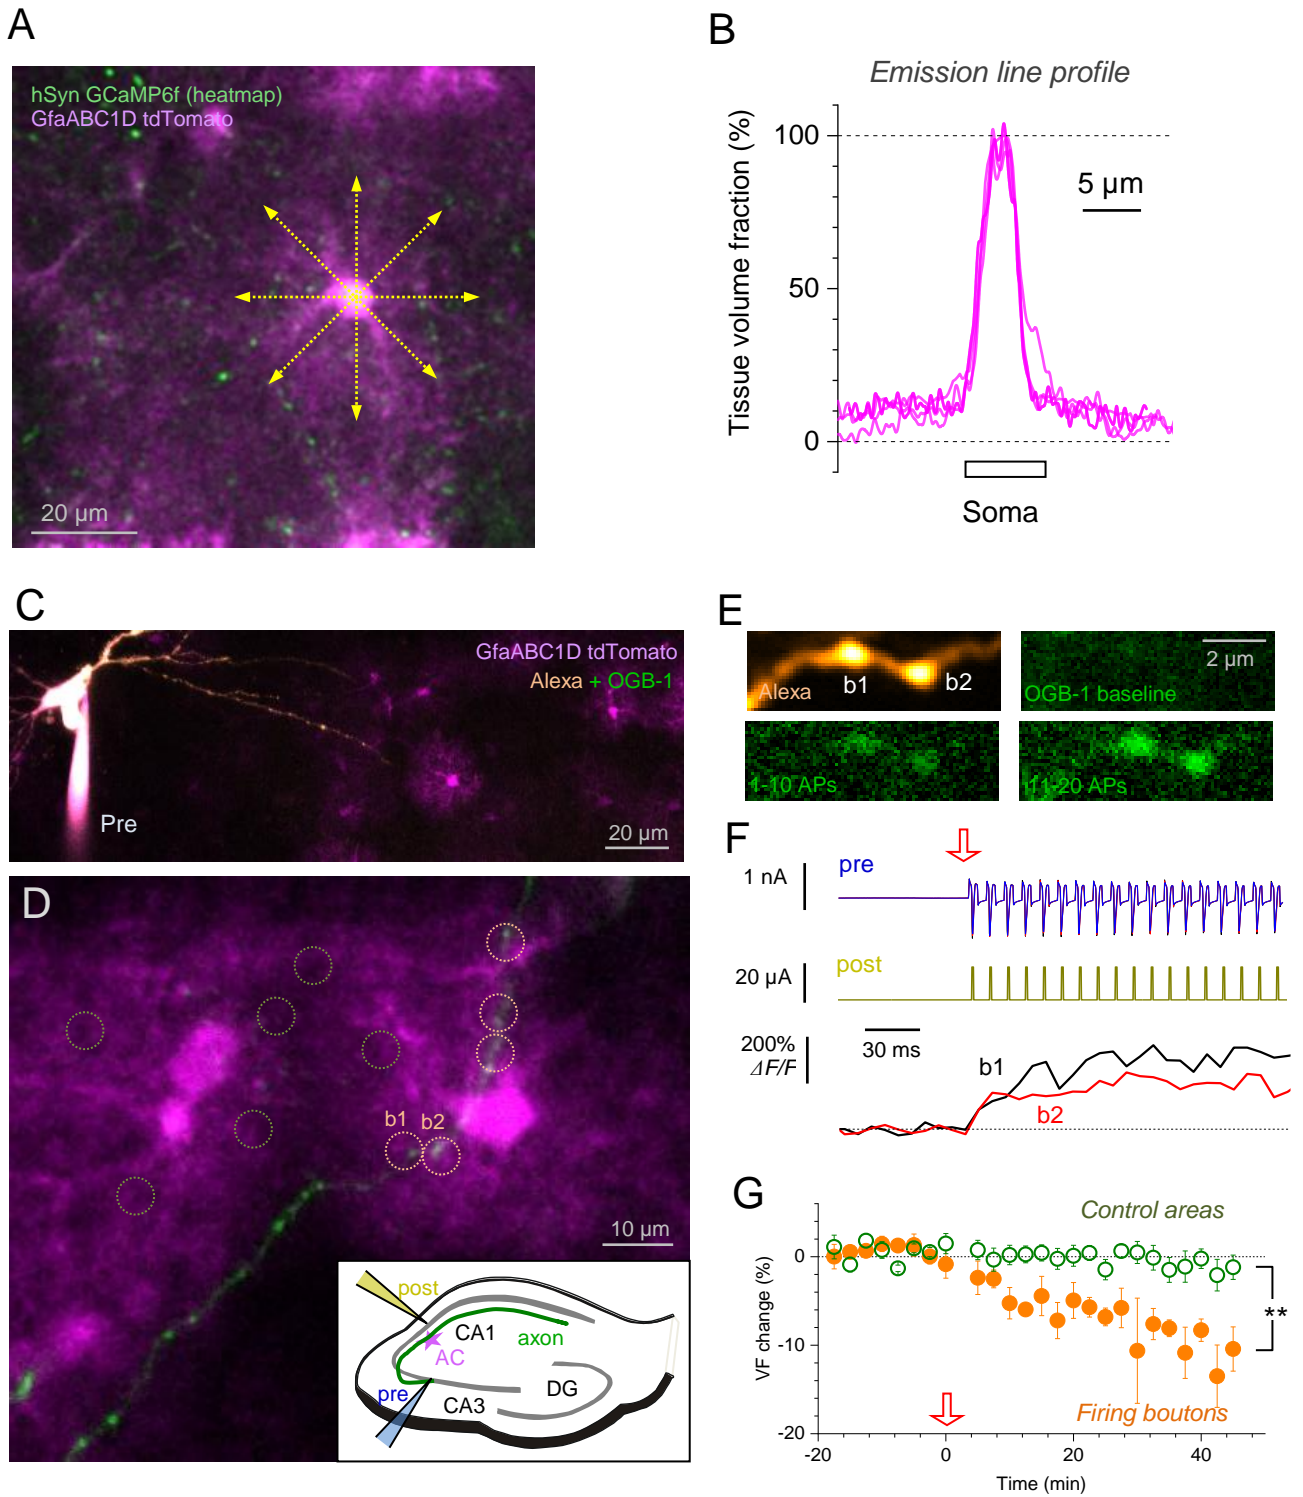 A
hSyn GCaMP6f (heatmap)
GfaABC1D tdTomato
20 µm
B
Emission line profile
Tissue volume fraction (%)
100
50
0
5 µm
Soma
C
GfaABC1D tdTomato
Alexa + OGB-1
Pre
20 µm
D
b1
b2
10 µm
post
CA1
axon
AC
pre
CA3
DG
E
Alexa
b1
b2
OGB-1 baseline
2 µm
1-10 APs
11-20 APs
F
1 nA
pre
20 µA
post
200%
ΔF/F
30 ms
b1
b2
G
Control areas
VF change (%)
0
-10
-20
**
Firing boutons
-20
0
20
40
Time (min)